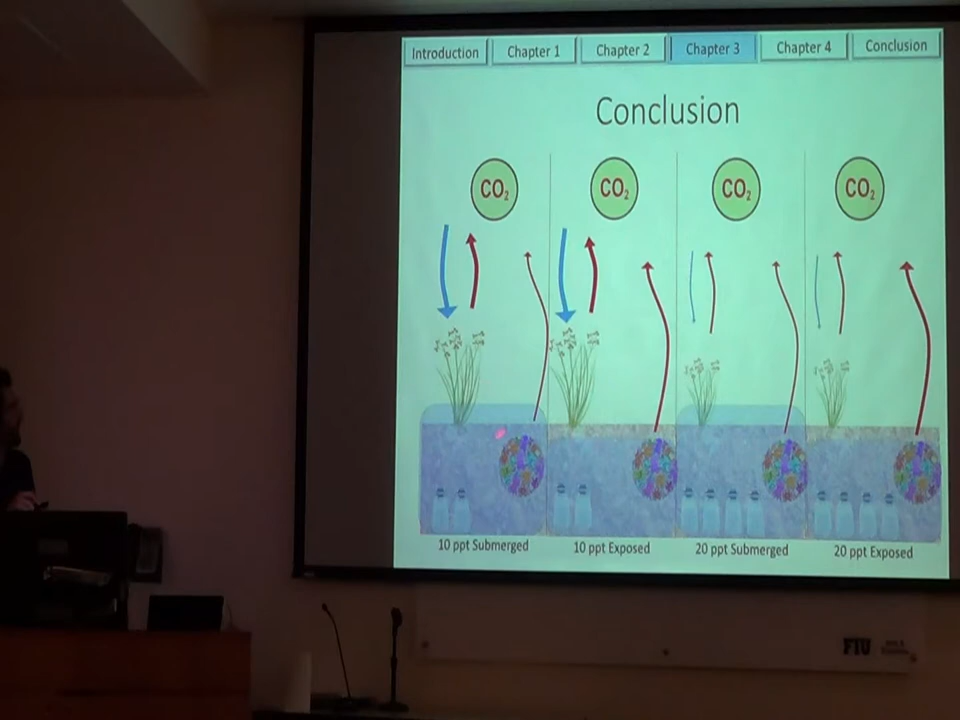 Introduction
Chapter 1
Chapter 2
Chapter 3
Chapter 4
Conclusion
Conclusion
CO₂
CO₂
CO₂
CO₂
10 ppt Submerged
10 ppt Exposed
20 ppt Submerged
20 ppt Exposed
FIU